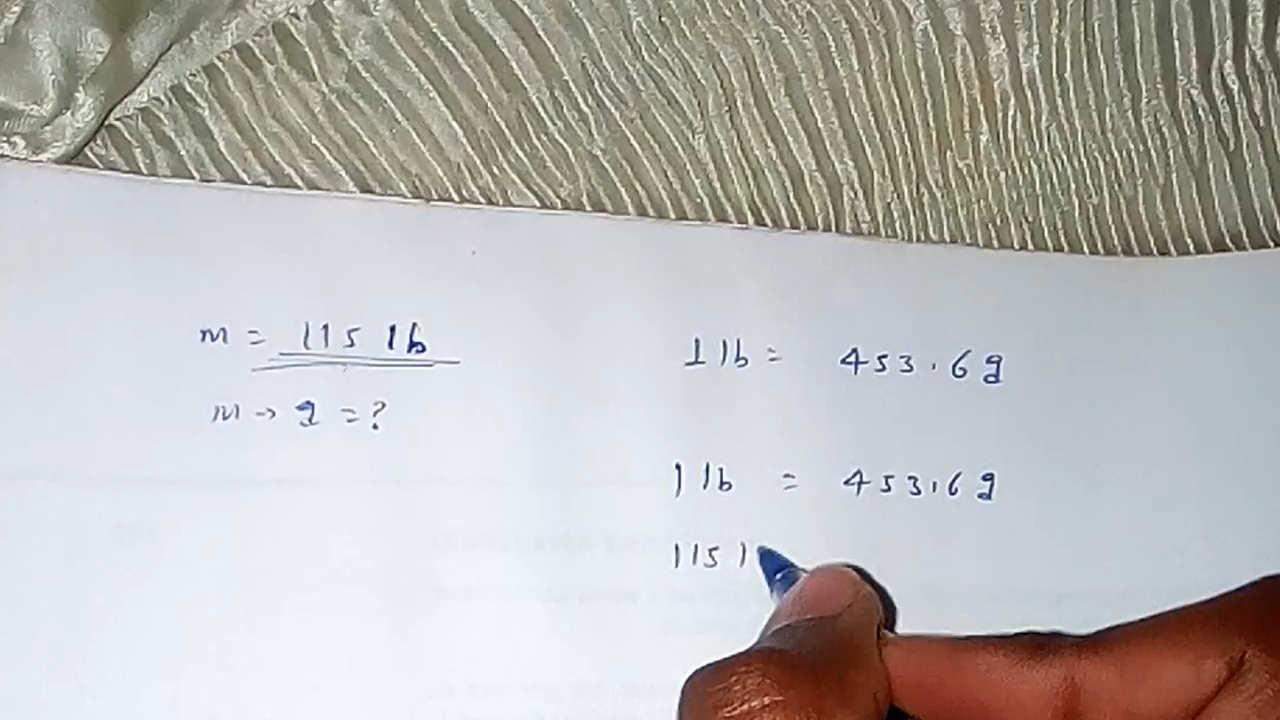 m = 115 lb
m → g = ?
1 lb = 453.6 g
1 lb = 453.6 g
115 l